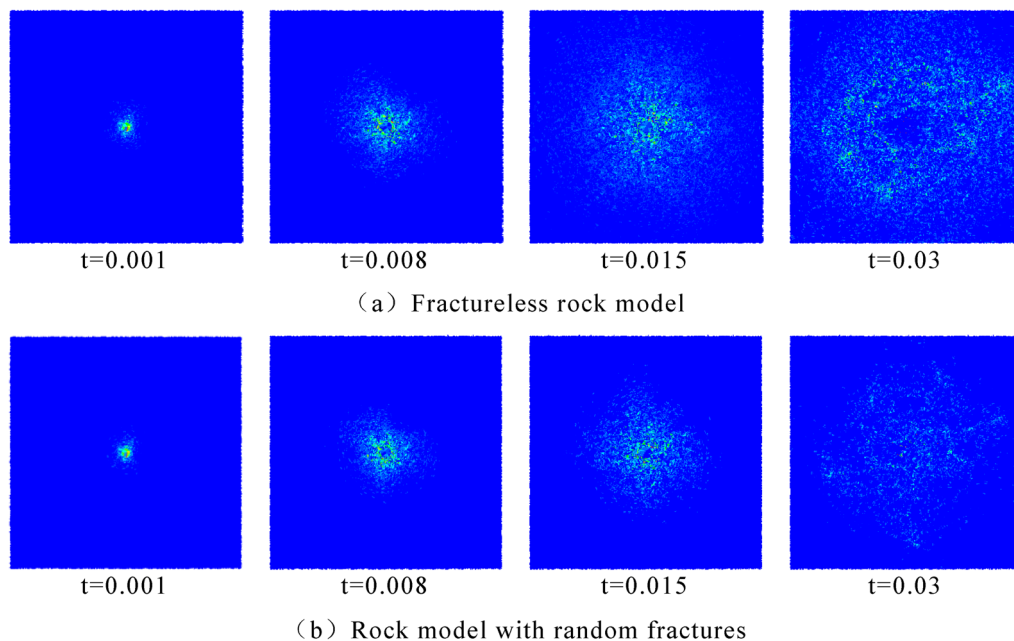 t=0.001 t=0.008 t=0.015 t=0.03
（a）Fractureless rock model
t=0.001 t=0.008 t=0.015 t=0.03
（b）Rock model with random fractures